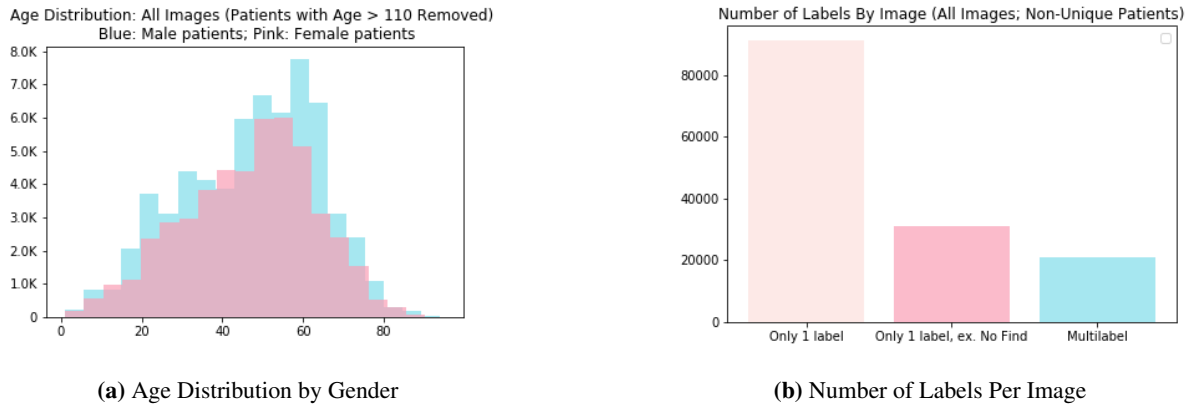 Age Distribution: All Images (Patients with Age > 110 Removed)
Blue: Male patients; Pink: Female patients
8.0K
7.0K
6.0K
5.0K
4.0K
3.0K
2.0K
1.0K
0
0 20 40 60 80
(a) Age Distribution by Gender
Number of Labels By Image (All Images; Non-Unique Patients)
80000
60000
40000
20000
0
Only 1 label Only 1 label, ex. No Find Multilabel
(b) Number of Labels Per Image